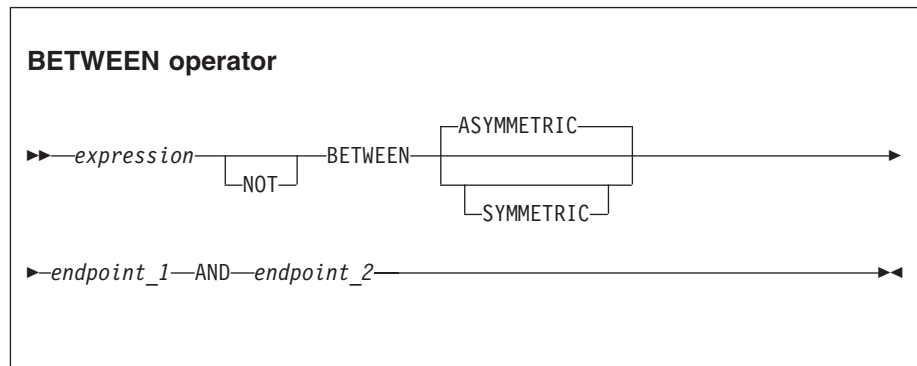 BETWEEN operator
ASYMMETRIC
expression BETWEEN
NOT
SYMMETRIC
endpoint_1 AND endpoint_2